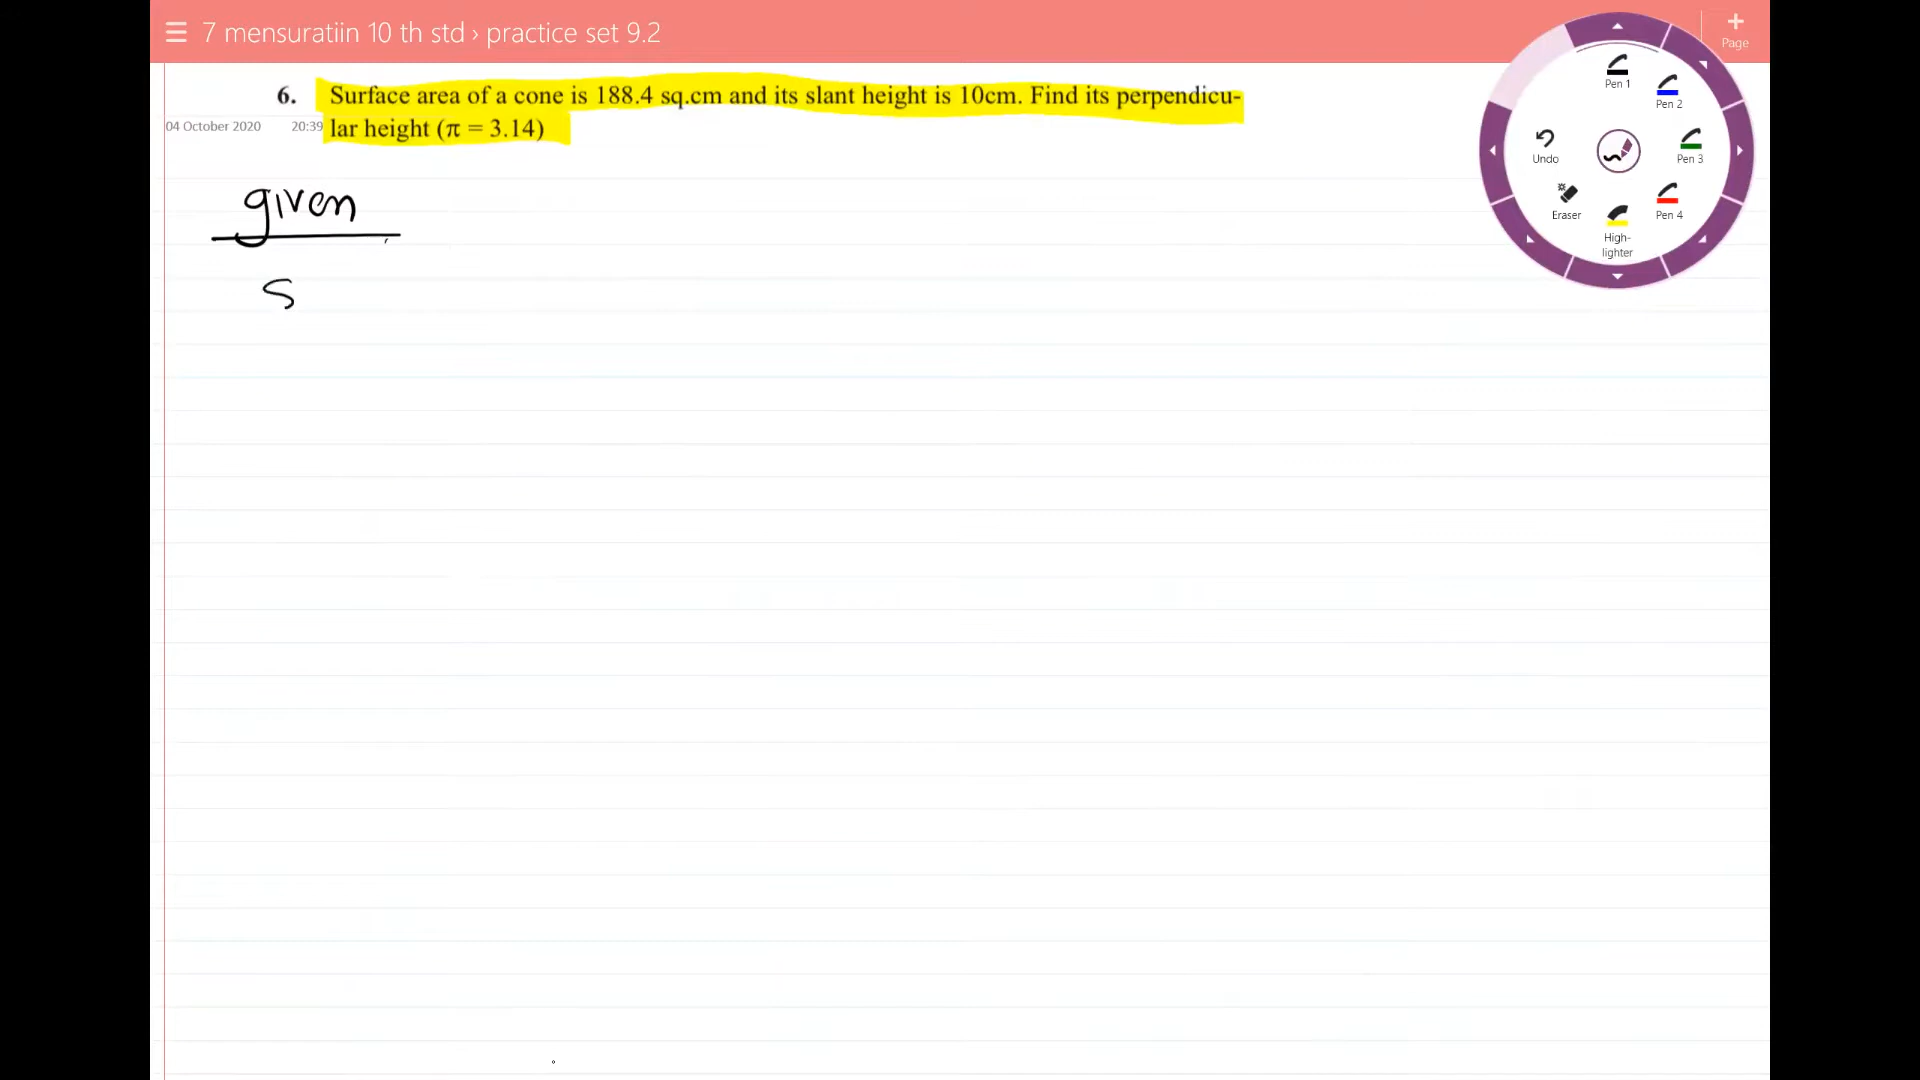 7 mensuratiin 10 th std › practice set 9.2
Page
6. Surface area of a cone is 188.4 sq.cm and its slant height is 10cm. Find its perpendicu-
lar height (π = 3.14)
04 October 2020 20:39
given
S
Pen 1
Pen 2
Undo
Pen 3
Eraser
Pen 4
High-
lighter